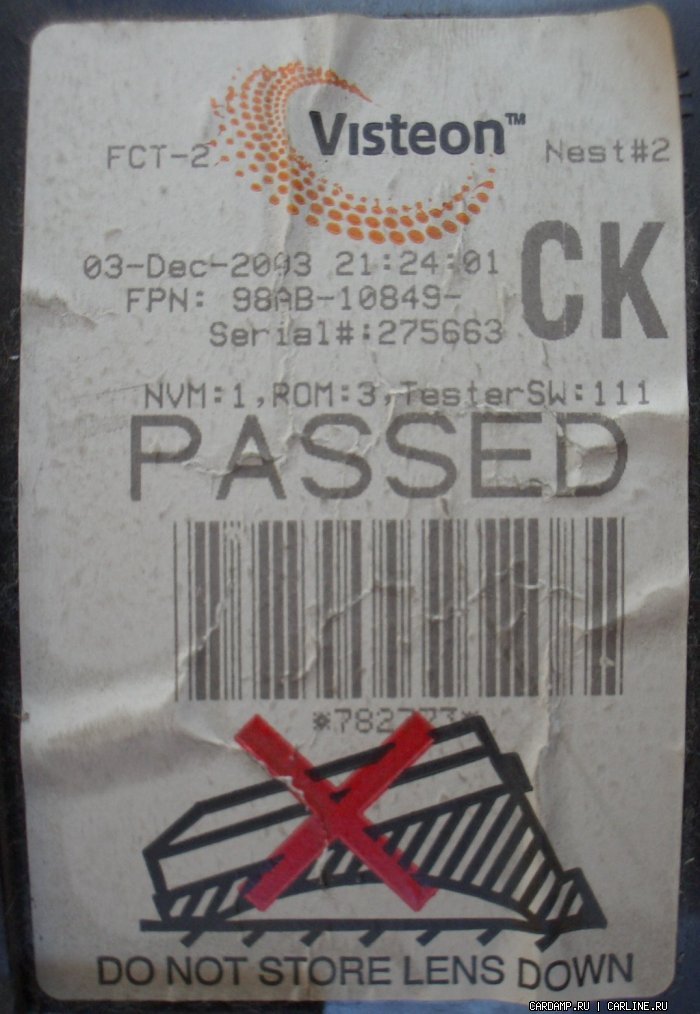 Visteon™
FCT-2 Nest#2
03-Dec-2003 21:24:01
CK
FPN: 98AB-10849-
Serial#:275663
NVM:1,ROM:3,TesterSW:111
PASSED
*782773*
DO NOT STORE LENS DOWN
CARDAMP.RU | CARLINE.RU